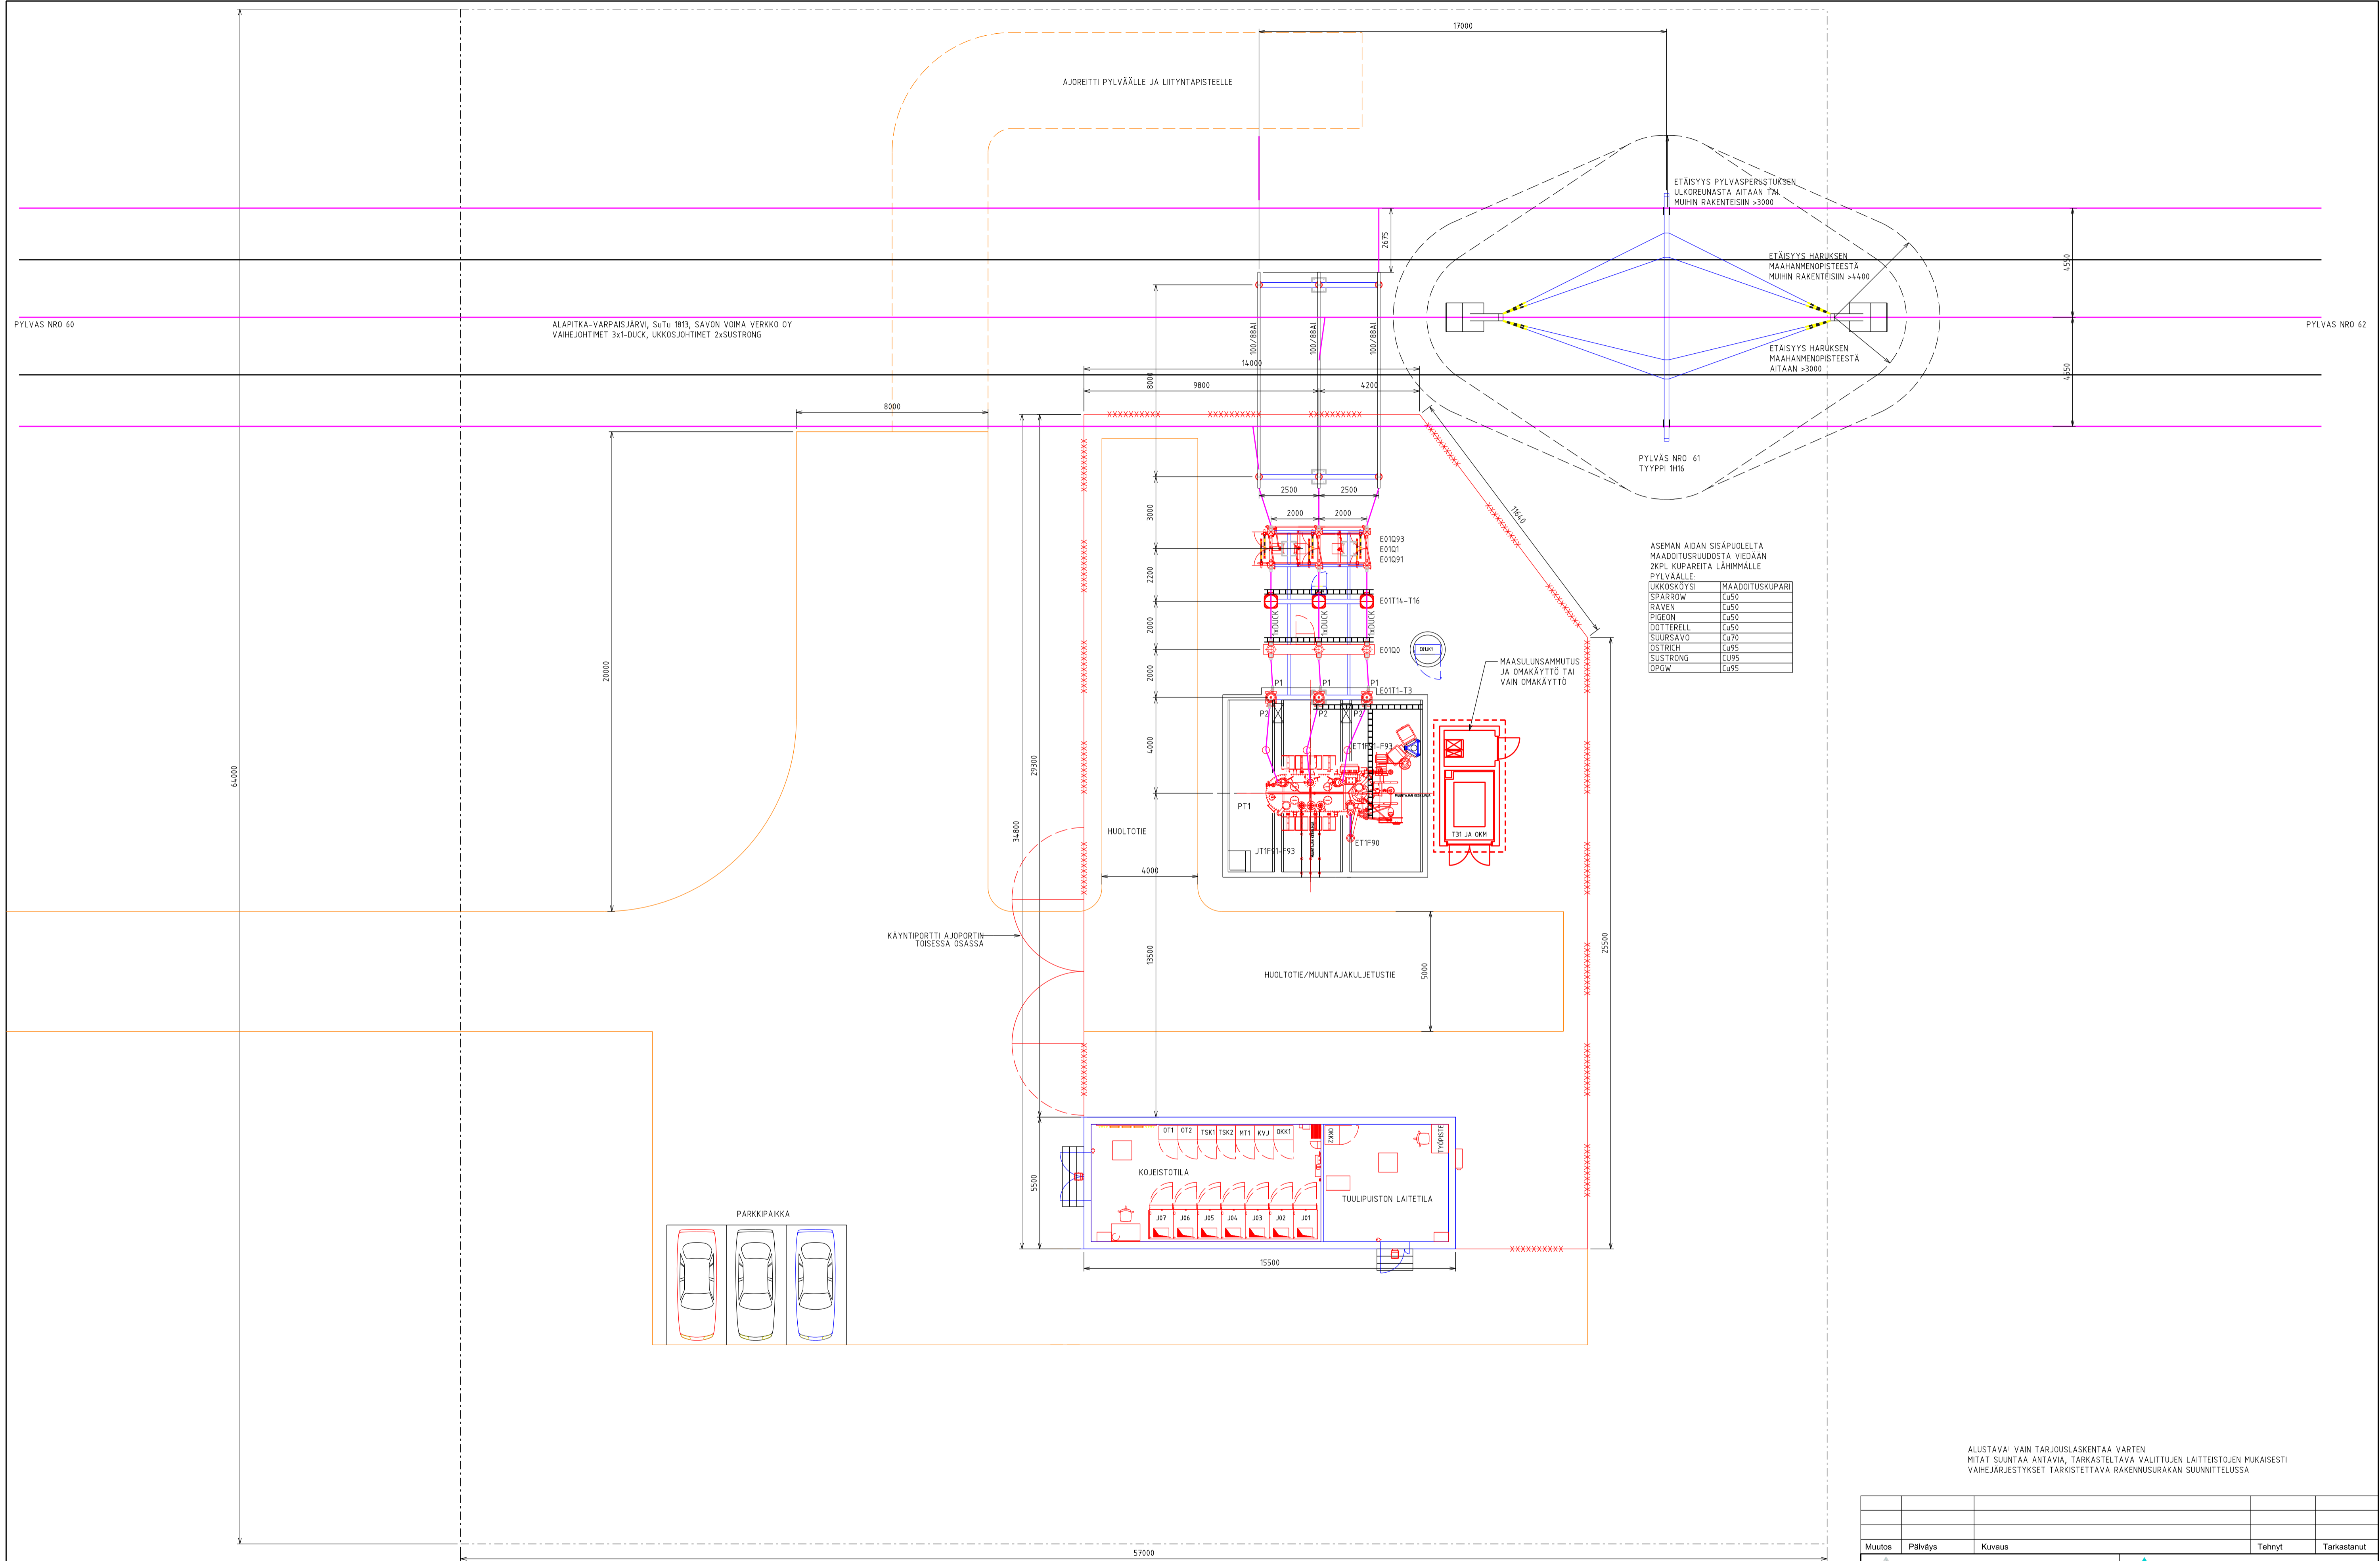 17000
AJOREITTI PYLVÄÄLLE JA LIITYNTÄPISTEELLE
ETÄISYYS PYLVÄSPERUSTUKSEN
ULKOREUNASTA AITAAN TAI
MUIHIN RAKENTEISIIN >3000
2675
4550
ETÄISYYS HARUKSEN
MAAHANMENOPISTEESTÄ
MUIHIN RAKENTEISIIN >4400
PYLVÄS NRO 60
ALAPITKÄ-VARPAISJÄRVI, SuTu 1813, SAVON VOIMA VERKKO OY
VAIHEJOHTIMET 3x1-DUCK, UKKOSJOHTIMET 2xSUSTRONG
PYLVÄS NRO 62
100/88Al
100/88Al
100/88Al
ETÄISYYS HARUKSEN
MAAHANMENOPISTEESTÄ
AITAAN >3000
4550
14000
8000
9800
4200
8000
PYLVÄS NRO 61
TYYPPI 1H16
2500
2500
2000
2000
3000
11640
E01Q93
E01Q1
E01Q91
ASEMAN AIDAN SISÄPUOLELTA
MAADOITUSRUUDOSTA VIEDÄÄN
2KPL KUPAREITA LÄHIMMÄLLE
PYLVÄÄLLE:
UKKOSKÖYSI MAADOITUSKUPARI
SPARROW Cu50
RAVEN Cu50
PIGEON Cu50
DOTTERELL Cu50
SUURSAVO Cu70
OSTRICH Cu95
SUSTRONG CU95
OPGW Cu95
2200
E01T14-T16
2000
1xDUCK
1xDUCK
1xDUCK
E01Q0
E01JK1
2000
20000
MAASULUNSAMMUTUS
JA OMAKÄYTTÖ TAI
VAIN OMAKÄYTTÖ
P1
P1
P1
E01T1-T3
P2
P2
P2
4000
ET1F91-F93
64000
29300
PT1
34800
HUOLTOTIE
T31 JA OKM
ET1F90
JT1F91-F93
4000
KÄYNTIPORTTI AJOPORTIN
TOISESSA OSASSA
13500
25500
HUOLTOTIE/MUUNTAJAKULJETUSTIE
5000
OT1 OT2 TSK1 TSK2 MT1 KVJ OKK1
OKK2
TYÖPISTE
KOJEISTOTILA
5500
TUULIPUISTON LAITETILA
J07 J06 J05 J04 J03 J02 J01
PARKKIPAIKKA
15500
ALUSTAVA! VAIN TARJOUSLASKENTAA VARTEN
MITAT SUUNTAA ANTAVIA, TARKASTELTAVA VALITTUJEN LAITTEISTOJEN MUKAISESTI
VAIHEJÄRJESTYKSET TARKISTETTAVA RAKENNUSURAKAN SUUNNITTELUSSA
Muutos Päiväys Kuvaus Tehnyt Tarkastanut
57000